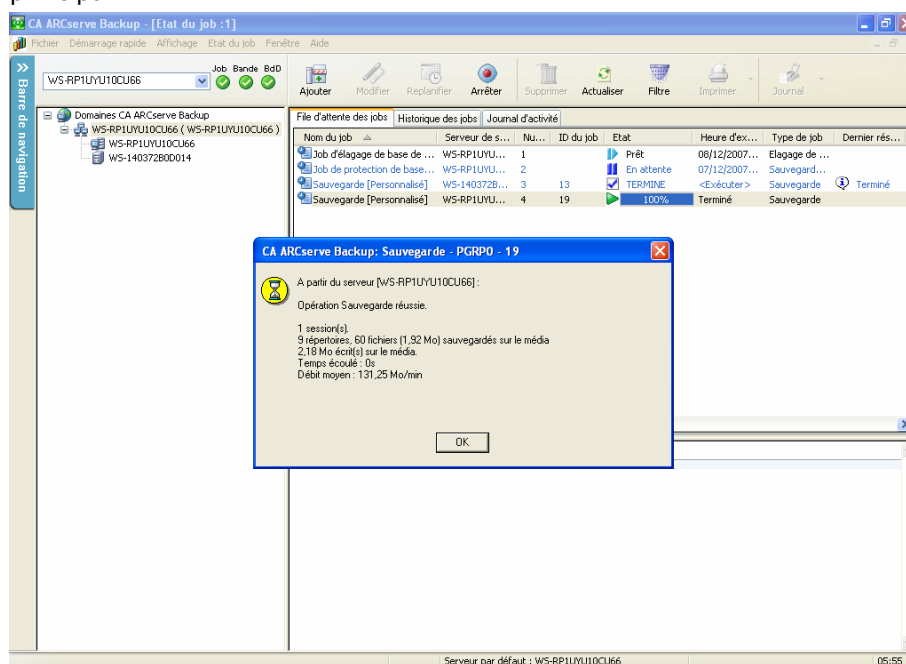 CA ARCserve Backup - [Etat du job :1]
Fichier Démarrage rapide Affichage Etat du job Fenêtre Aide
Barre de navigation
WS-RP1UYU10CU66
Job Bande BdD
Ajouter Modifier Replanifier Arrêter Supprimer Actualiser Filtre Imprimer Journal
Domaines CA ARCserve Backup
WS-RP1UYU10CU66 ( WS-RP1UYU10CU66 )
WS-RP1UYU10CU66
WS-140372B0D014
File d'attente des jobs Historique des jobs Journal d'activité
Nom du job Serveur de s... Nu... ID du job Etat Heure d'ex... Type de job Dernier rés...
Job d'élagage de base de ... WS-RP1UYU... 1 Prêt 08/12/2007... Elagage de ...
Job de protection de base... WS-RP1UYU... 2 En attente 07/12/2007... Sauvegard...
Sauvegarde [Personnalisé] WS-140372B... 3 13 TERMINE <Exécuter> Sauvegarde Terminé
Sauvegarde [Personnalisé] WS-RP1UYU... 4 19 100% Terminé Sauvegarde
CA ARCserve Backup: Sauvegarde - PGRP0 - 19
A partir du serveur [WS-RP1UYU10CU66] :
Opération Sauvegarde réussie.
1 session(s).
9 répertoires, 60 fichiers (1,92 Mo) sauvegardés sur le média
2,18 Mo écrit(s) sur le média.
Temps écoulé : 0s
Débit moyen : 131,25 Mo/min
OK
Serveur par défaut : WS-RP1UYU10CU66 05:55